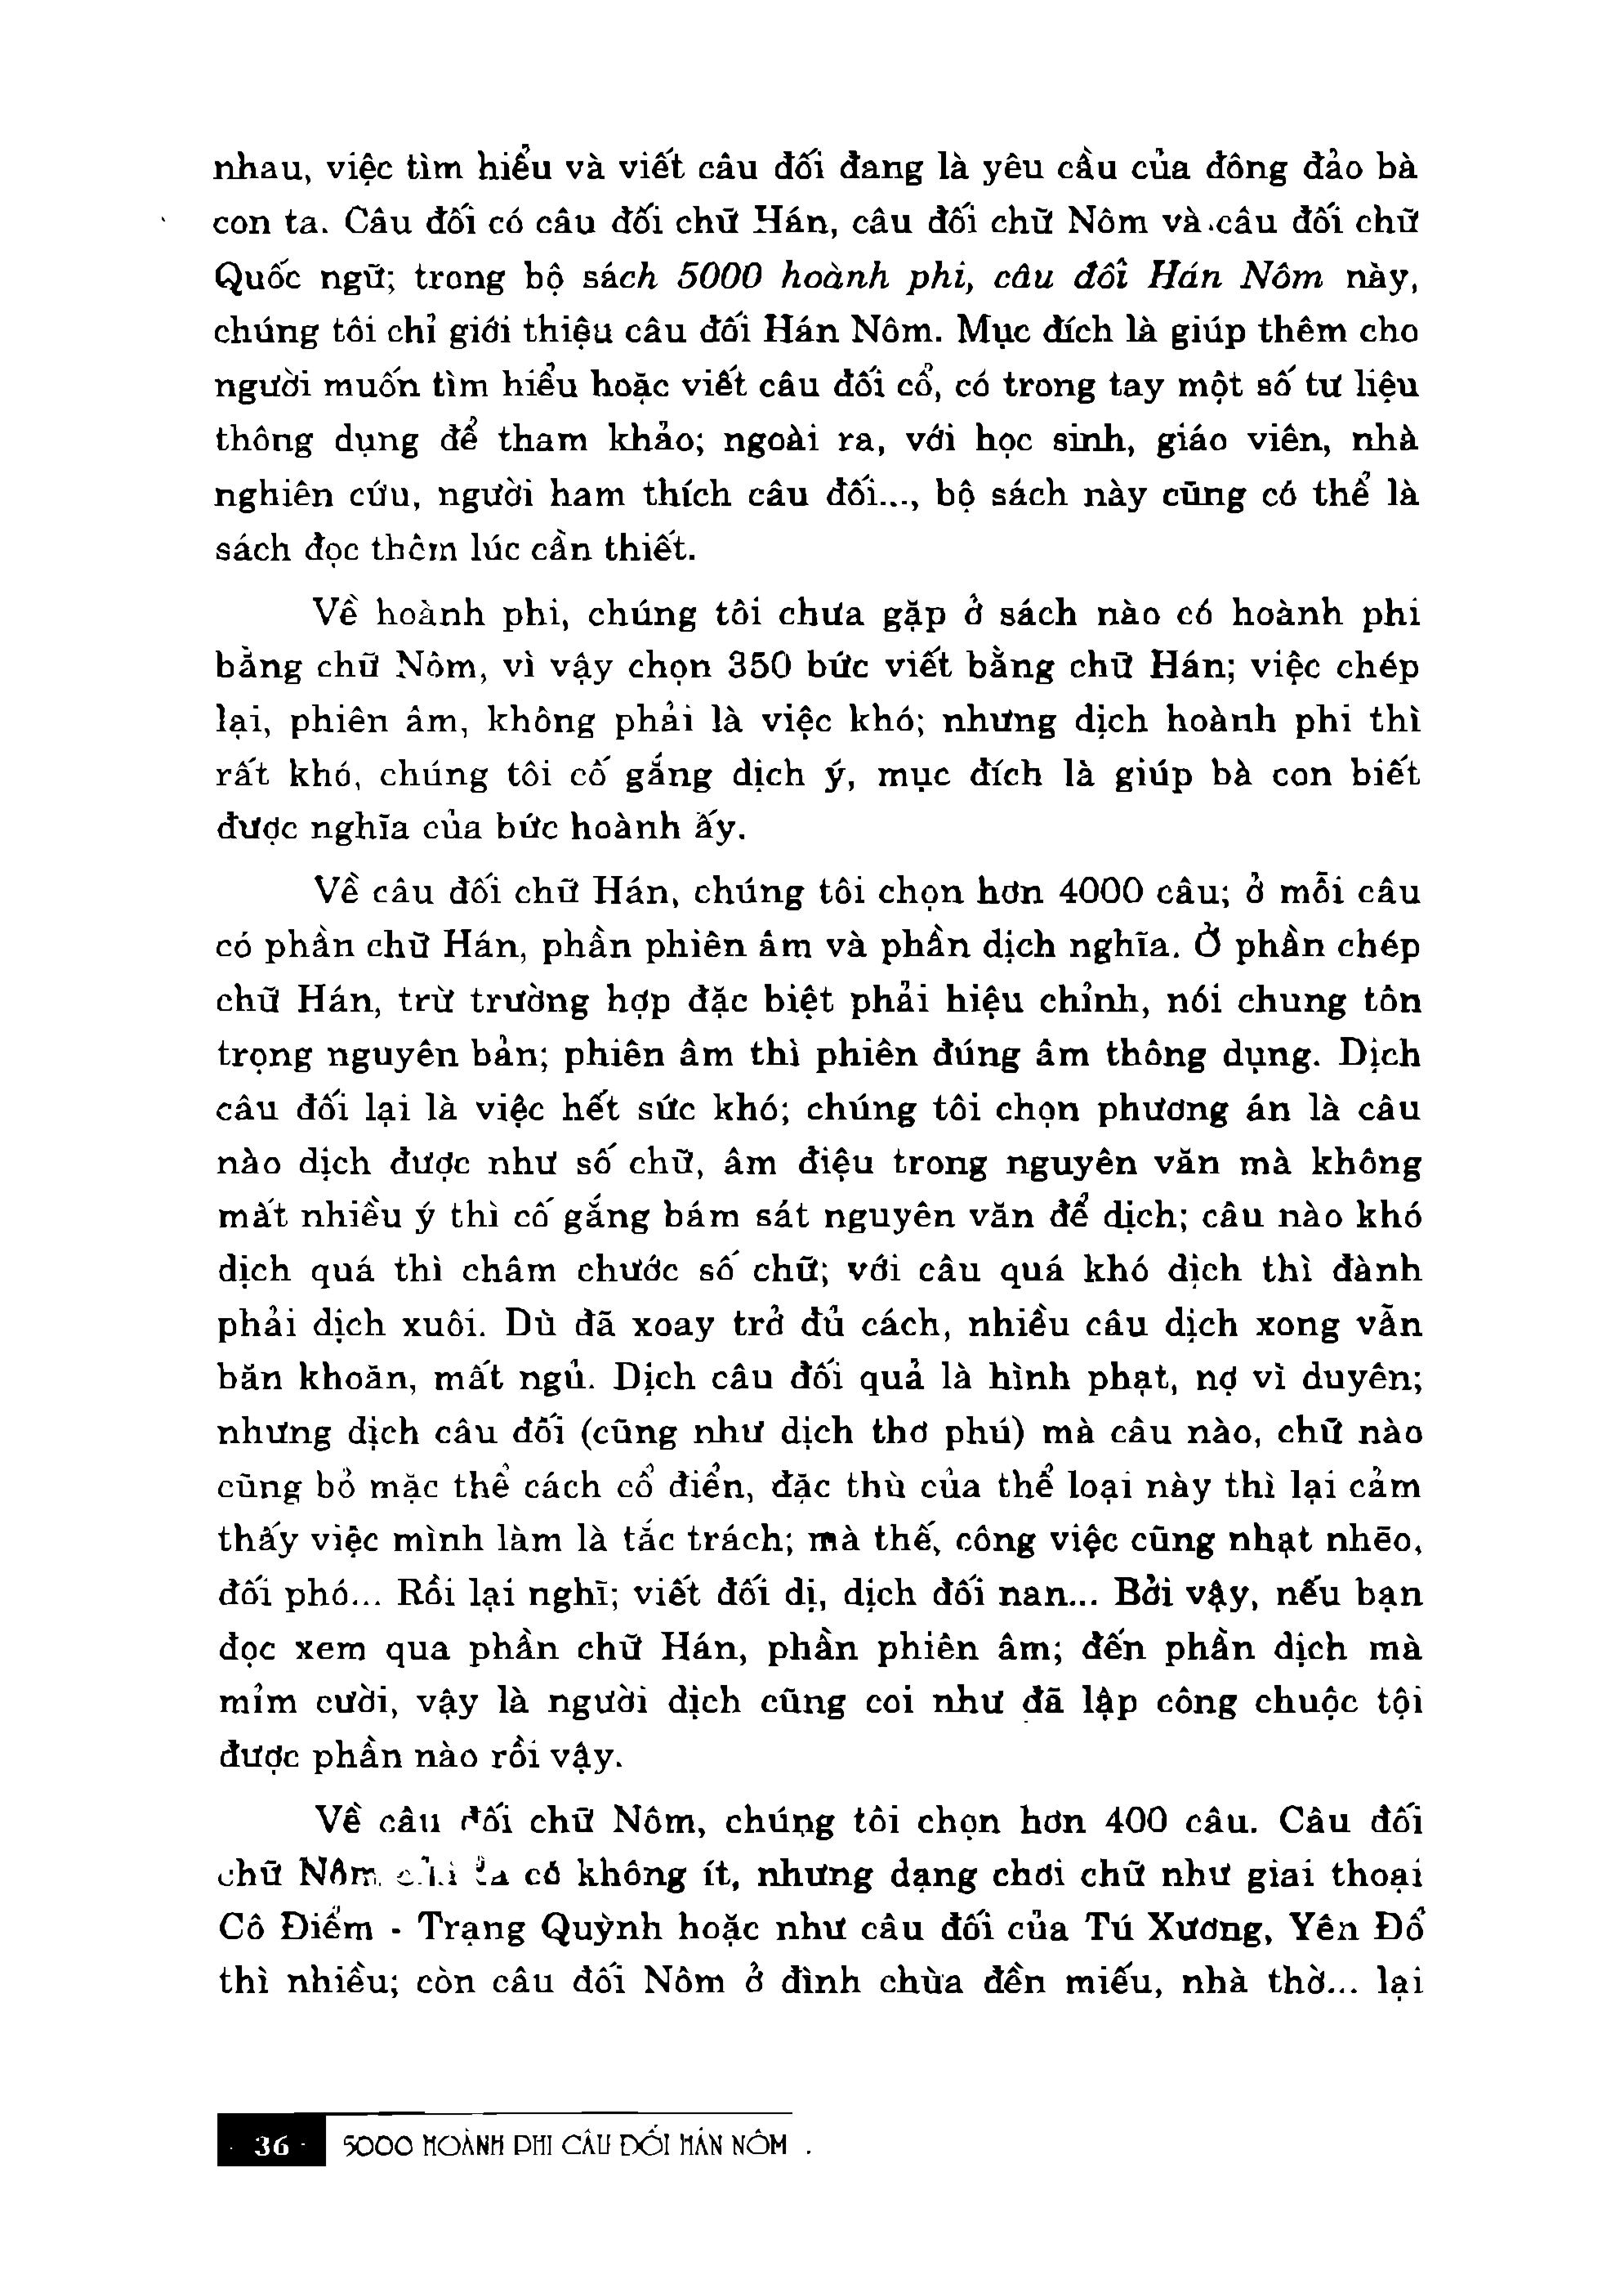 nhau, việc tìm hiểu và viết câu đối đang là yêu cầu của đông đảo bà
con ta. Câu đối có câu đối chữ Hán, câu đối chữ Nôm và câu đối chữ
Quốc ngữ; trong bộ sách 5000 hoành phi, câu đối Hán Nôm này,
chúng tôi chỉ giới thiệu câu đối Hán Nôm. Mục đích là giúp thêm cho
người muốn tìm hiểu hoặc viết câu đối cổ, có trong tay một số tư liệu
thông dụng để tham khảo; ngoài ra, với học sinh, giáo viên, nhà
nghiên cứu, người ham thích câu đối..., bộ sách này cũng có thể là
sách đọc thêm lúc cần thiết.
Về hoành phi, chúng tôi chưa gặp ở sách nào có hoành phi
bằng chữ Nôm, vì vậy chọn 350 bức viết bằng chữ Hán; việc chép
lại, phiên âm, không phải là việc khó; nhưng dịch hoành phi thì
rất khó, chúng tôi cố gắng dịch ý, mục đích là giúp bà con biết
được nghĩa của bức hoành ấy.
Về câu đối chữ Hán, chúng tôi chọn hơn 4000 câu; ở mỗi câu
có phần chữ Hán, phần phiên âm và phần dịch nghĩa. Ở phần chép
chữ Hán, trừ trường hợp đặc biệt phải hiệu chỉnh, nói chung tôn
trọng nguyên bản; phiên âm thì phiên đúng âm thông dụng. Dịch
câu đối lại là việc hết sức khó; chúng tôi chọn phương án là câu
nào dịch được như số chữ, âm điệu trong nguyên văn mà không
mất nhiều ý thì cố gắng bám sát nguyên văn để dịch; câu nào khó
dịch quá thì châm chước số chữ; với câu quá khó dịch thì đành
phải dịch xuôi. Dù đã xoay trở đủ cách, nhiều câu dịch xong vẫn
băn khoăn, mất ngủ. Dịch câu đối quả là hình phạt, nợ vì duyên;
nhưng dịch câu đối (cũng như dịch thơ phú) mà câu nào, chữ nào
cũng bỏ mặc thể cách cổ điển, đặc thù của thể loại này thì lại cảm
thấy việc mình làm là tắc trách; mà thế, công việc cũng nhạt nhẽo,
đối phó... Rồi lại nghĩ; viết đối dị, dịch đối nan... Bởi vậy, nếu bạn
đọc xem qua phần chữ Hán, phần phiên âm; đến phần dịch mà
mỉm cười, vậy là người dịch cũng coi như đã lập công chuộc tội
được phần nào rồi vậy.
Về câu đối chữ Nôm, chúng tôi chọn hơn 400 câu. Câu đối
chữ Nôm có không ít, nhưng dạng chơi chữ như giai thoại
Cô Điểm - Trạng Quỳnh hoặc như câu đối của Tú Xương, Yên Đổ
thì nhiều; còn câu đối Nôm ở đình chùa đền miếu, nhà thờ... lại
36 5000 HOÀNH PHI CÂU ĐỐI HÁN NÔM